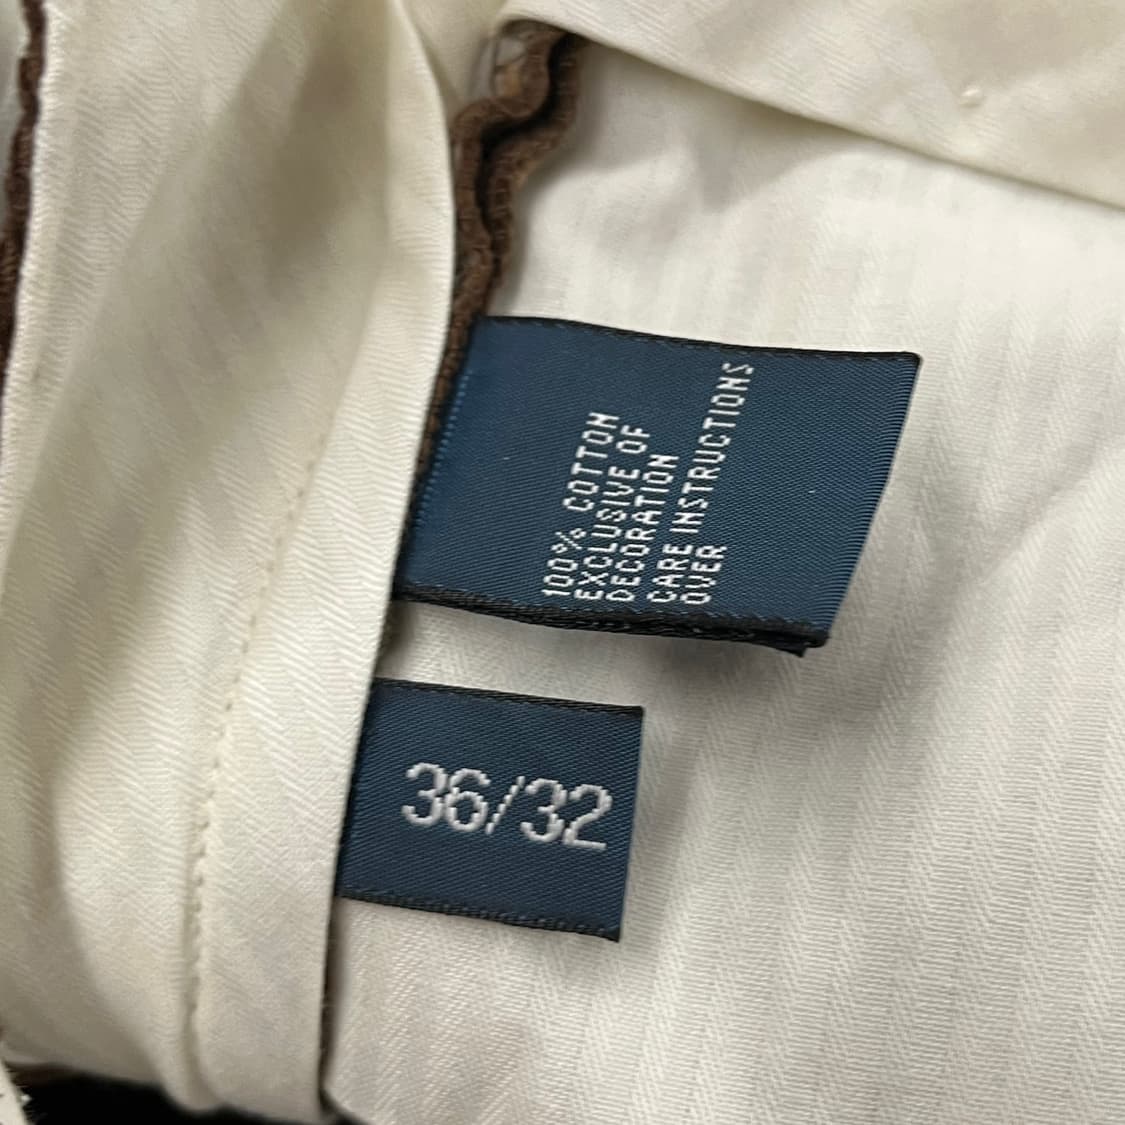 100% COTTON
EXCLUSIVE OF
DECORATION
CARE INSTRUCTIONS
OVER
36/32